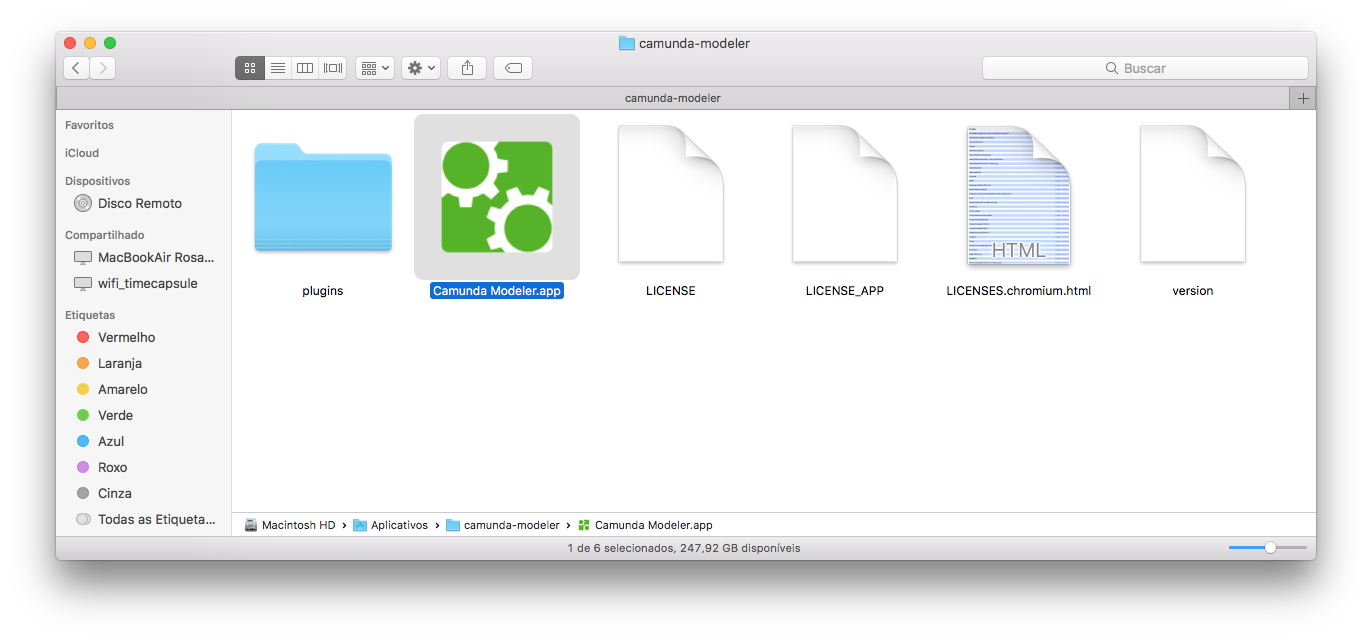 camunda-modeler
Buscar
camunda-modeler
Favoritos
iCloud
Dispositivos
Disco Remoto
Compartilhado
MacBookAir Rosa...
wifi_timecapsule
Etiquetas
Vermelho
Laranja
Amarelo
Verde
Azul
Roxo
Cinza
Todas as Etiqueta...
HTML
plugins
Camunda Modeler.app
LICENSE
LICENSE_APP
LICENSES.chromium.html
version
Macintosh HD › Aplicativos › camunda-modeler › Camunda Modeler.app
1 de 6 selecionados, 247,92 GB disponíveis